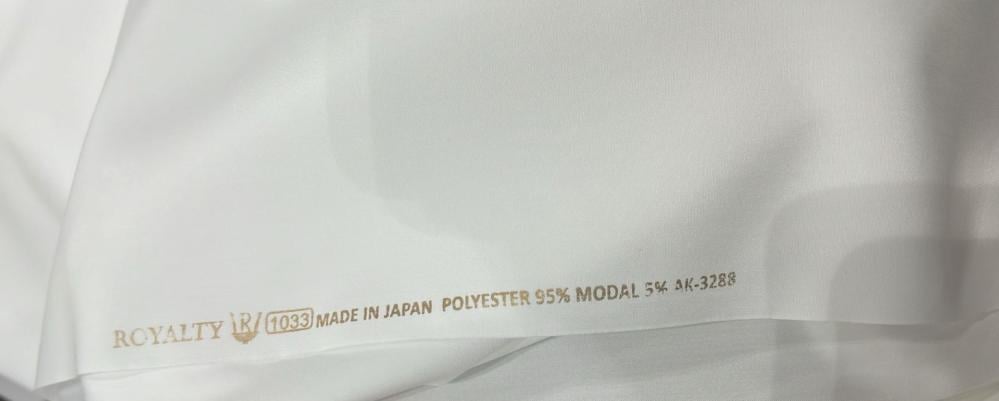 ROYALTY R 1033 MADE IN JAPAN POLYESTER 95% MODAL 5% AK-3288